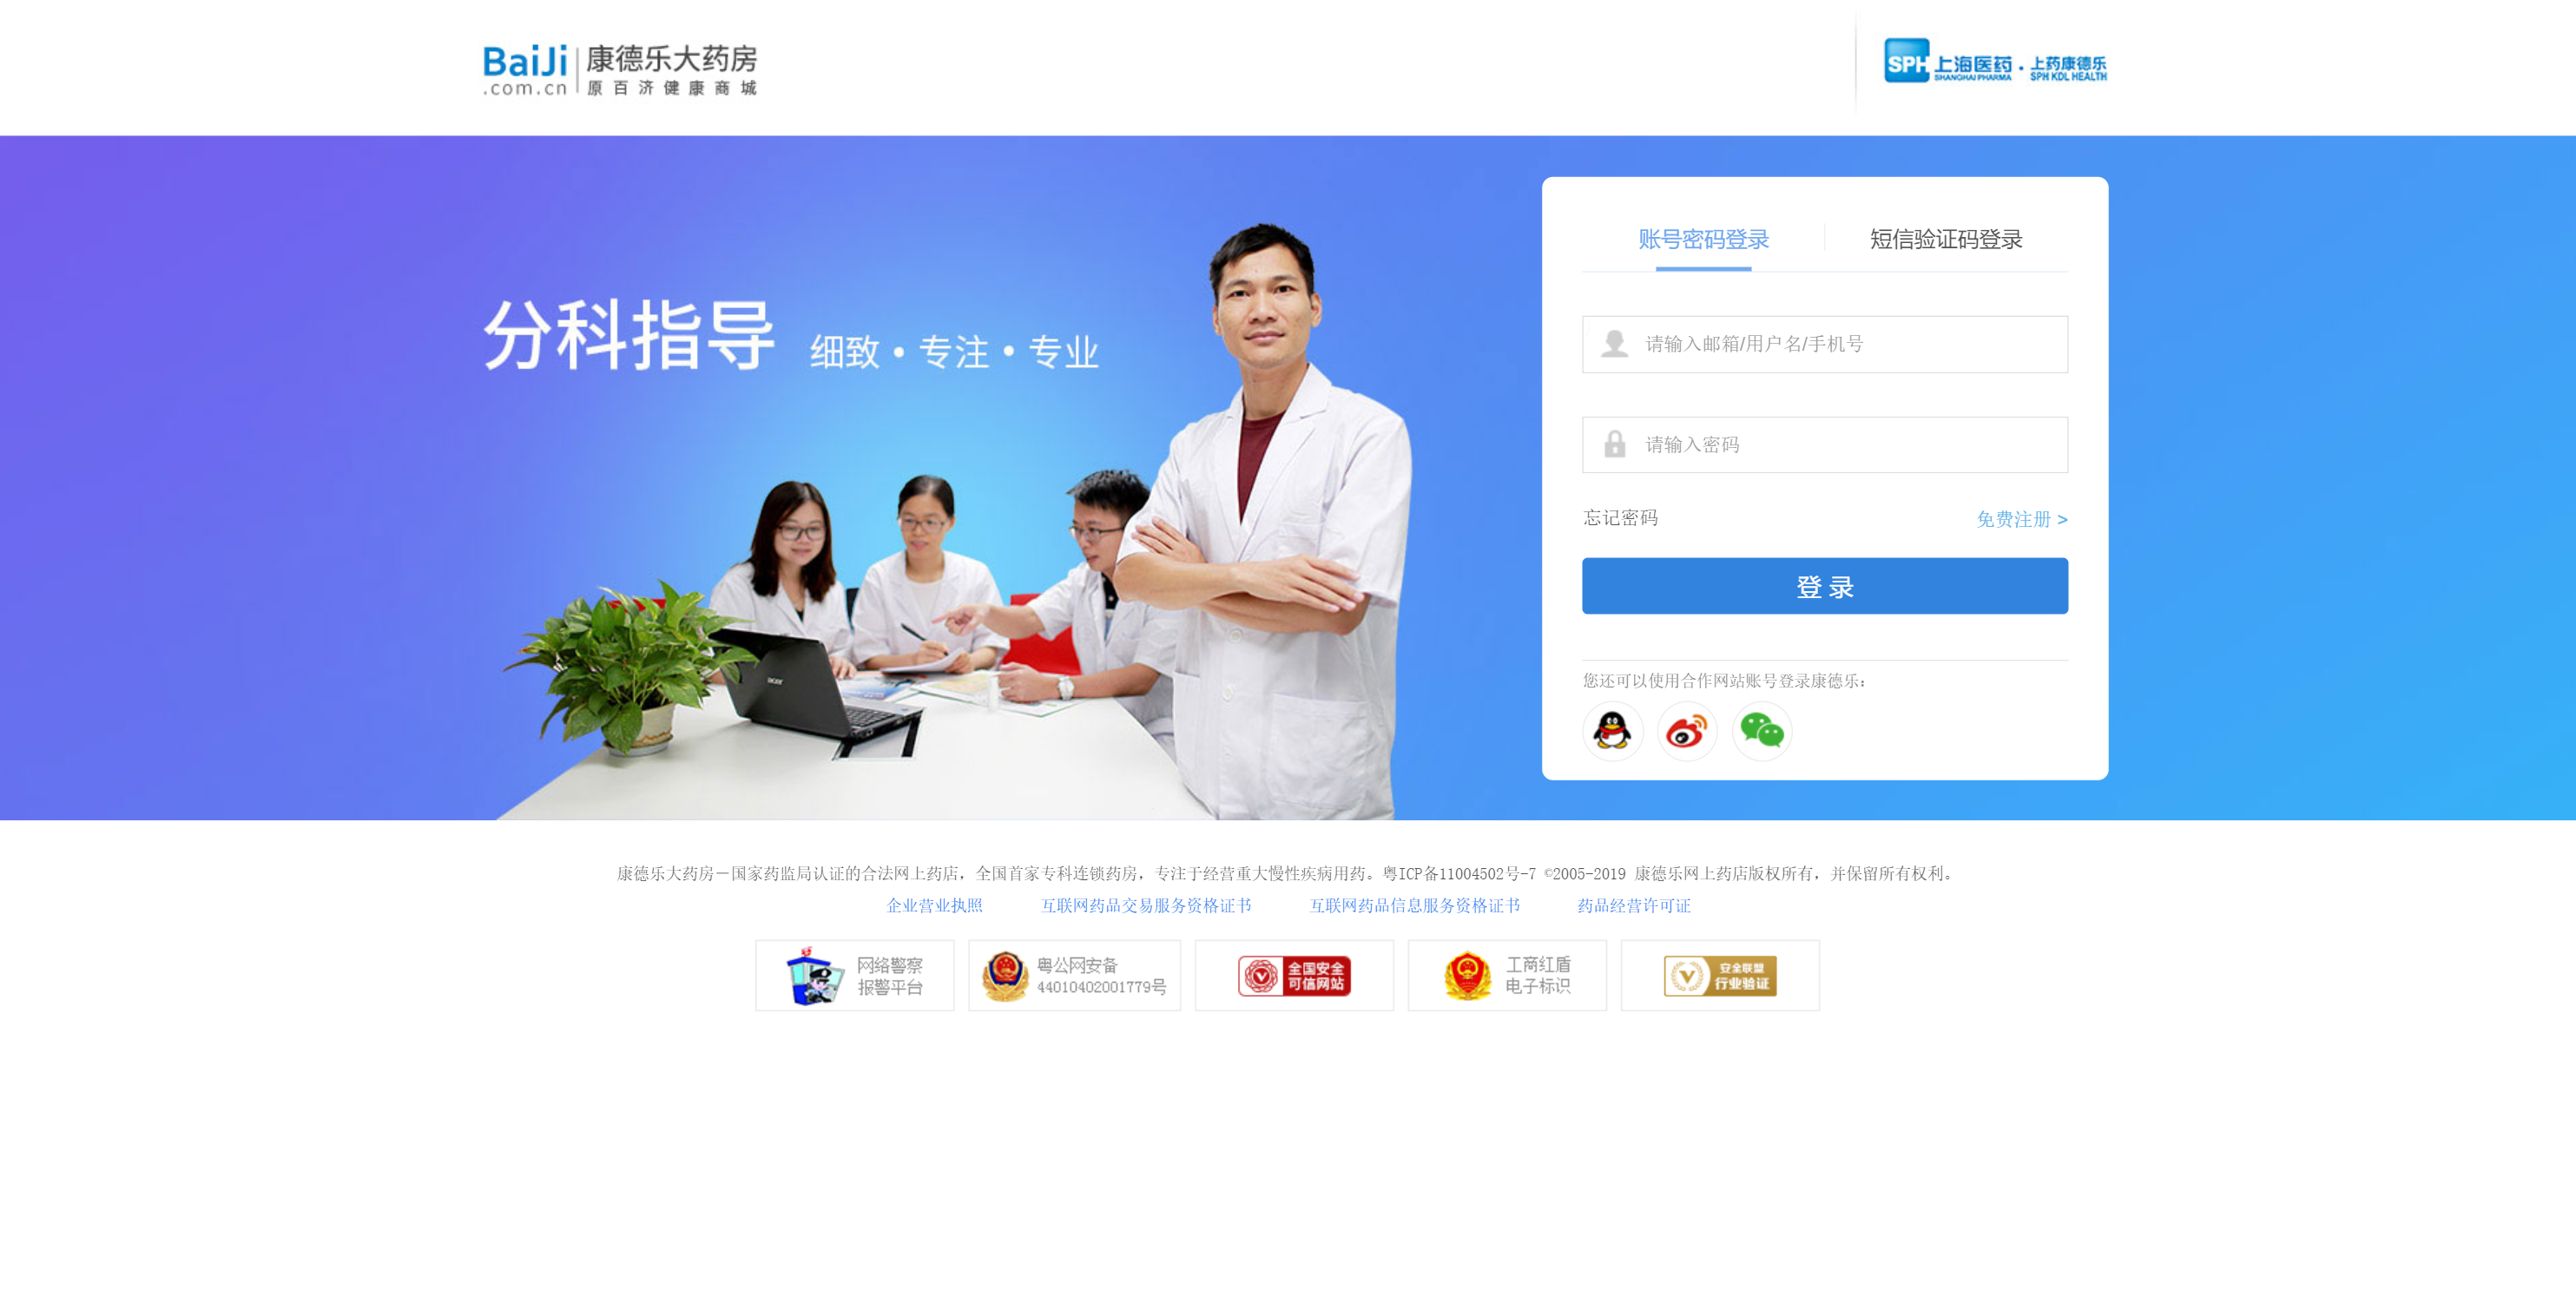 BaiJi
.com.cn
康德乐大药房
原百济健康商城
SPH 上海医药·上药康德乐
SHANGHAI PHARMA SPH KDL HEALTH
分科指导 细致·专注·专业
账号密码登录
短信验证码登录
请输入邮箱/用户名/手机号
请输入密码
忘记密码
免费注册 >
登 录
您还可以使用合作网站账号登录康德乐：
acer
康德乐大药房－国家药监局认证的合法网上药店，全国首家专科连锁药房，专注于经营重大慢性疾病用药。粤ICP备11004502号-7 ©2005-2019 康德乐网上药店版权所有，并保留所有权利。
企业营业执照 互联网药品交易服务资格证书 互联网药品信息服务资格证书 药品经营许可证
网络警察
报警平台
粤公网安备
44010402001779号
全国安全
可信网站
工商红盾
电子标识
安全联盟
行业验证